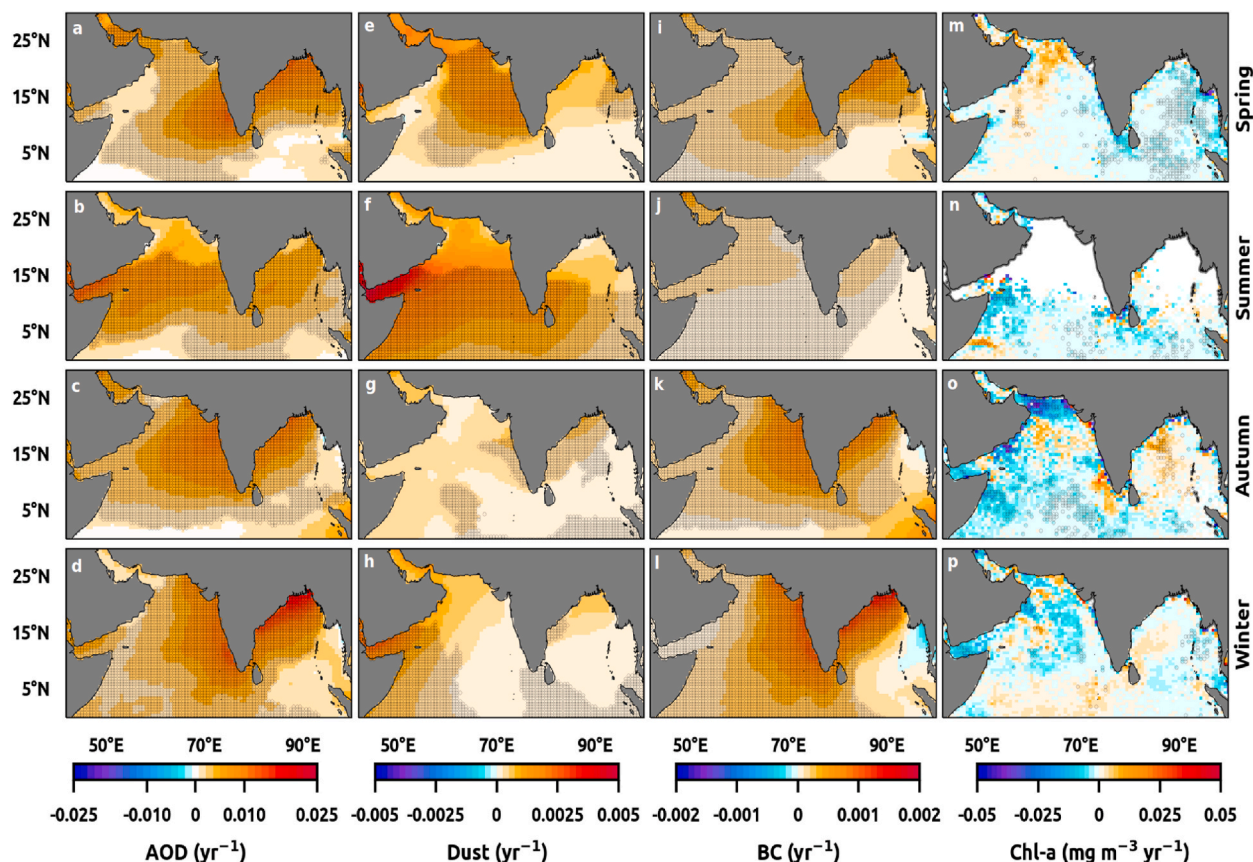 a e i m
25°N
15°N
5°N
Spring
b f j n
25°N
15°N
5°N
Summer
c g k o
25°N
15°N
5°N
Autumn
d h l p
25°N
15°N
5°N
Winter
50°E 70°E 90°E 50°E 70°E 90°E 50°E 70°E 90°E 50°E 70°E 90°E
-0.025 -0.010 0 0.010 0.025 -0.005 -0.0025 0 0.0025 0.005 -0.002 -0.001 0 0.001 0.002 -0.05 -0.025 0 0.025 0.05
AOD (yr⁻¹) Dust (yr⁻¹) BC (yr⁻¹) Chl-a (mg m⁻³ yr⁻¹)